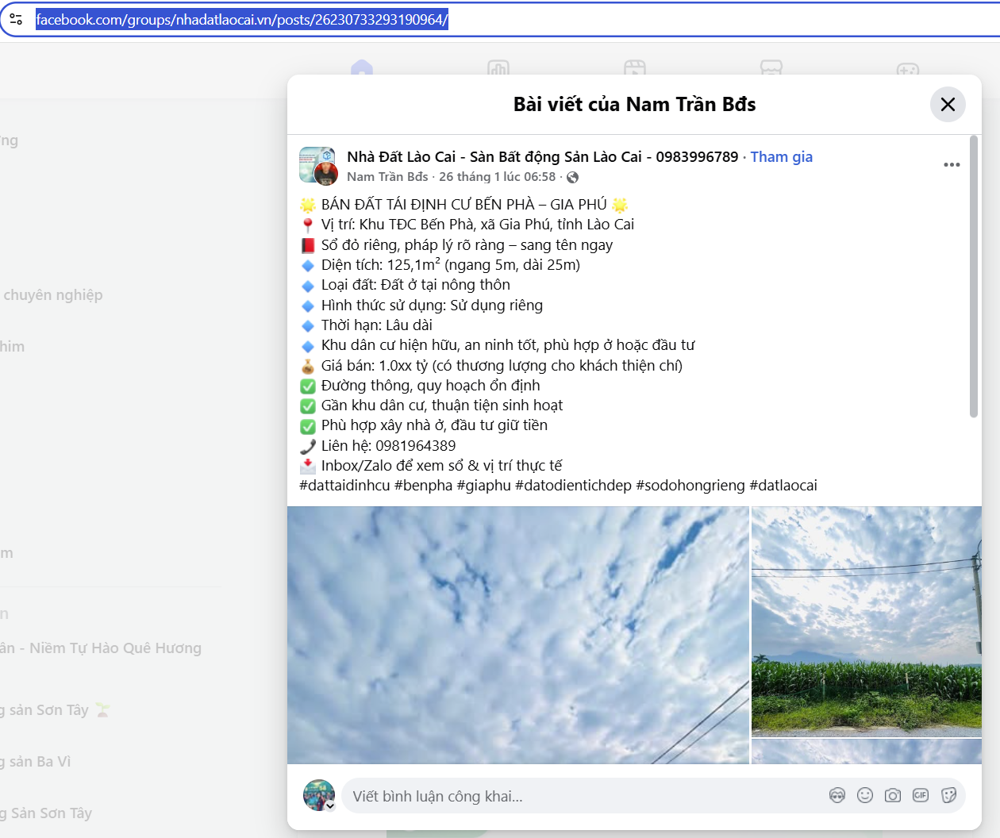 facebook.com/groups/nhadatlaocai.vn/posts/26230733293190964/
Bài viết của Nam Trần Bđs
Nhà Đất Lào Cai - Sàn Bất động Sản Lào Cai - 0983996789 · Tham gia
Nam Trần Bđs · 26 tháng 1 lúc 06:58 ·
🌟 BÁN ĐẤT TÁI ĐỊNH CƯ BẾN PHÀ – GIA PHÚ 🌟
📍 Vị trí: Khu TĐC Bến Phà, xã Gia Phú, tỉnh Lào Cai
📕 Sổ đỏ riêng, pháp lý rõ ràng – sang tên ngay
🔹 Diện tích: 125,1m² (ngang 5m, dài 25m)
🔹 Loại đất: Đất ở tại nông thôn
🔹 Hình thức sử dụng: Sử dụng riêng
🔹 Thời hạn: Lâu dài
🔹 Khu dân cư hiện hữu, an ninh tốt, phù hợp ở hoặc đầu tư
💰 Giá bán: 1.0xx tỷ (có thương lượng cho khách thiện chí)
✅ Đường thông, quy hoạch ổn định
✅ Gần khu dân cư, thuận tiện sinh hoạt
✅ Phù hợp xây nhà ở, đầu tư giữ tiền
📞 Liên hệ: 0981964389
📩 Inbox/Zalo để xem sổ & vị trí thực tế
#dattaidinhcu #benpha #giaphu #datodientichdep #sodohongrieng #datlaocai
Viết bình luận công khai...
GIF
chuyên nghiệp
him
m
n
ân - Niềm Tự Hào Quê Hương
g sản Sơn Tây 🌱
g sản Ba Vì
g Sản Sơn Tây